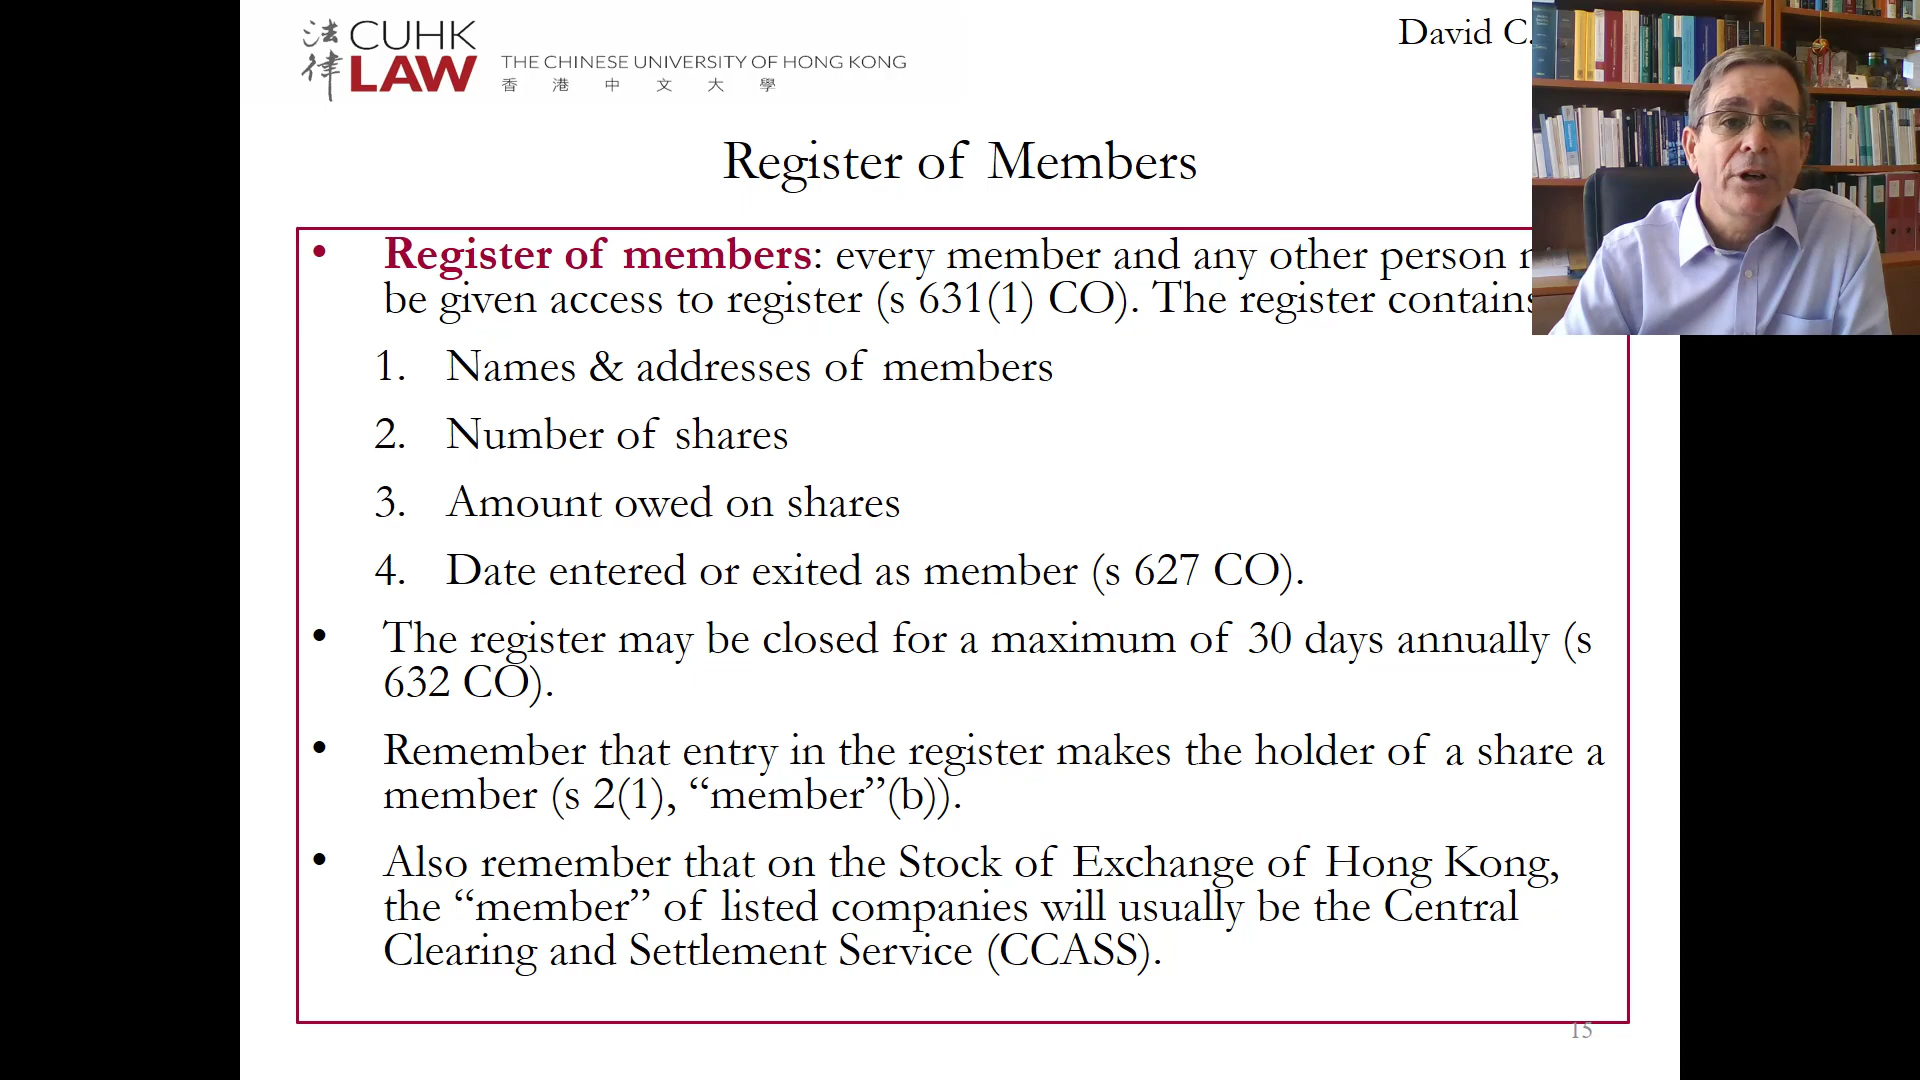 法律
CUHK
LAW
THE CHINESE UNIVERSITY OF HONG KONG
香港中文大學
David C.
Register of Members
• Register of members: every member and any other person
be given access to register (s 631(1) CO). The register contains
1. Names & addresses of members
2. Number of shares
3. Amount owed on shares
4. Date entered or exited as member (s 627 CO).
• The register may be closed for a maximum of 30 days annually (s
632 CO).
• Remember that entry in the register makes the holder of a share a
member (s 2(1), “member”(b)).
• Also remember that on the Stock of Exchange of Hong Kong,
the “member” of listed companies will usually be the Central
Clearing and Settlement Service (CCASS).
15